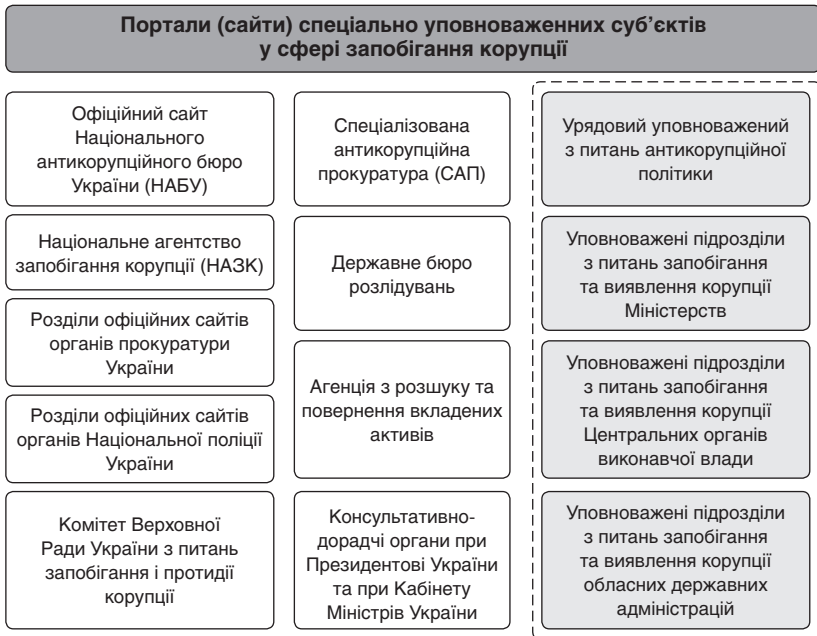 Портали (сайти) спеціально уповноваженних суб’єктів
у сфері запобігання корупції
Офіційний сайт
Національного
антикорупційного бюро
України (НАБУ)
Національне агентство
запобігання корупції (НАЗК)
Розділи офіційних сайтів
органів прокуратури
України
Розділи офіційних сайтів
органів Національної поліції
України
Комітет Верховної
Ради України з питань
запобігання і протидії
корупції
Спеціалізована
антикорупційна
прокуратура (САП)
Державне бюро
розлідувань
Агенція з розшуку та
повернення вкладених
активів
Консультативно-
дорадчі органи при
Президентові України
та при Кабінету
Міністрів України
Урядовий уповноважений
з питань антикорупційної
політики
Уповноважені підрозділи
з питань запобігання
та виявлення корупції
Міністерств
Уповноважені підрозділи
з питань запобігання
та виявлення корупції
Центральних органів
виконавчої влади
Уповноважені підрозділи
з питань запобігання
та виявлення корупції
обласних державних
адміністрацій